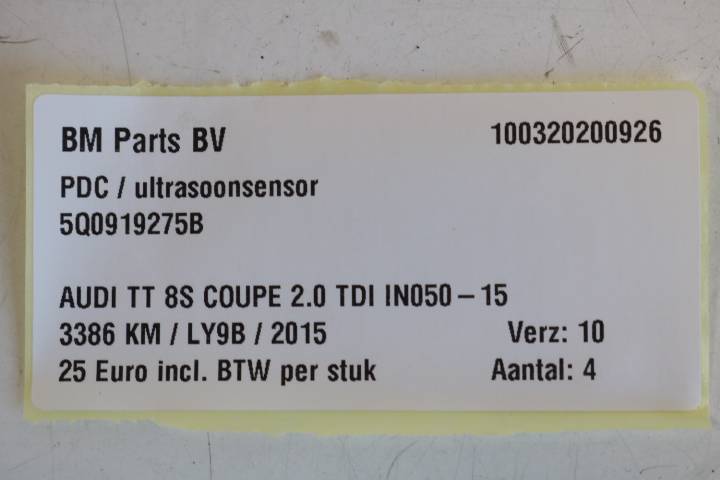 BM Parts BV 100320200926
PDC / ultrasoonsensor
5Q0919275B
AUDI TT 8S COUPE 2.0 TDI IN050 – 15
3386 KM / LY9B / 2015 Verz: 10
25 Euro incl. BTW per stuk Aantal: 4